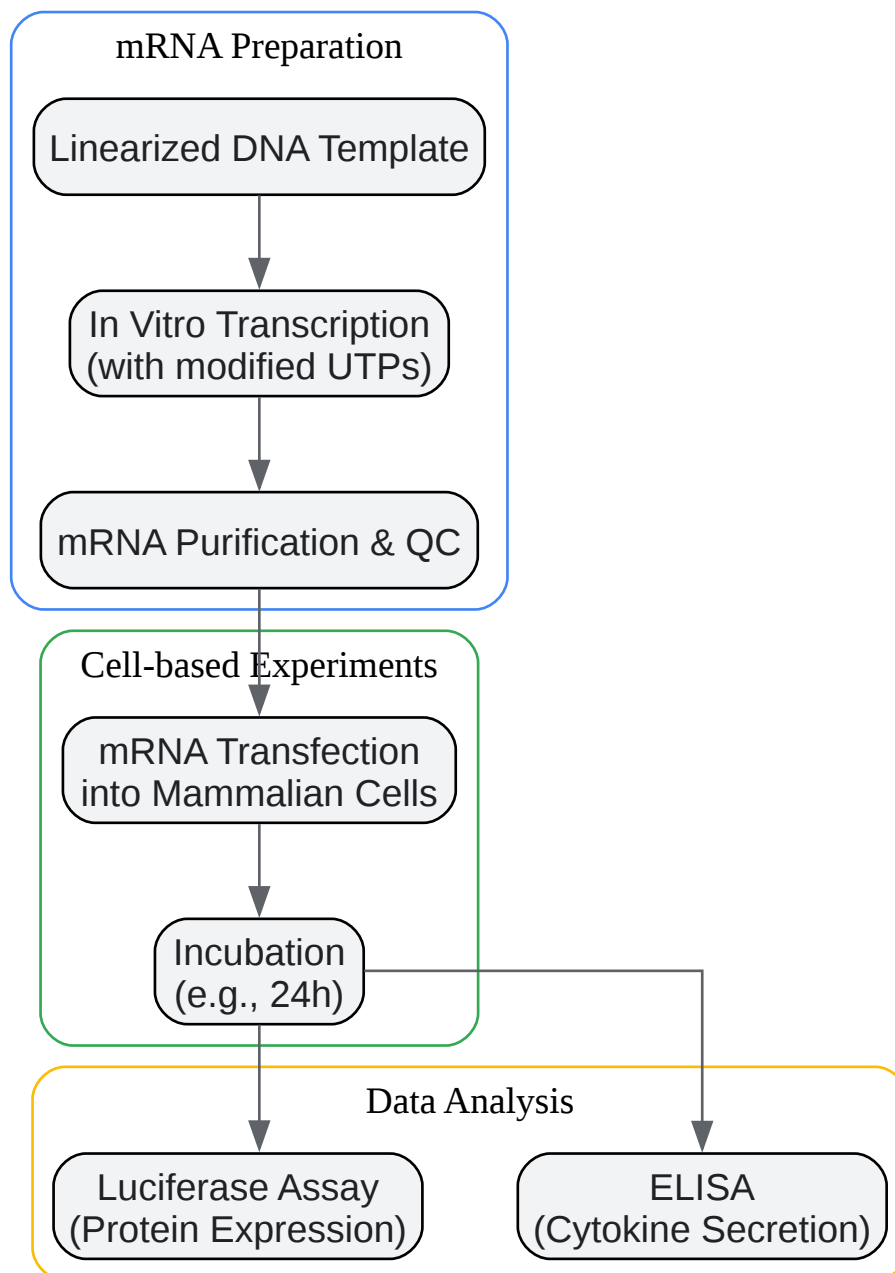 mRNA Preparation
Linearized DNA Template
In Vitro Transcription
(with modified UTPs)
mRNA Purification & QC
Cell-based Experiments
mRNA Transfection
into Mammalian Cells
Incubation
(e.g., 24h)
Data Analysis
Luciferase Assay
(Protein Expression)
ELISA
(Cytokine Secretion)